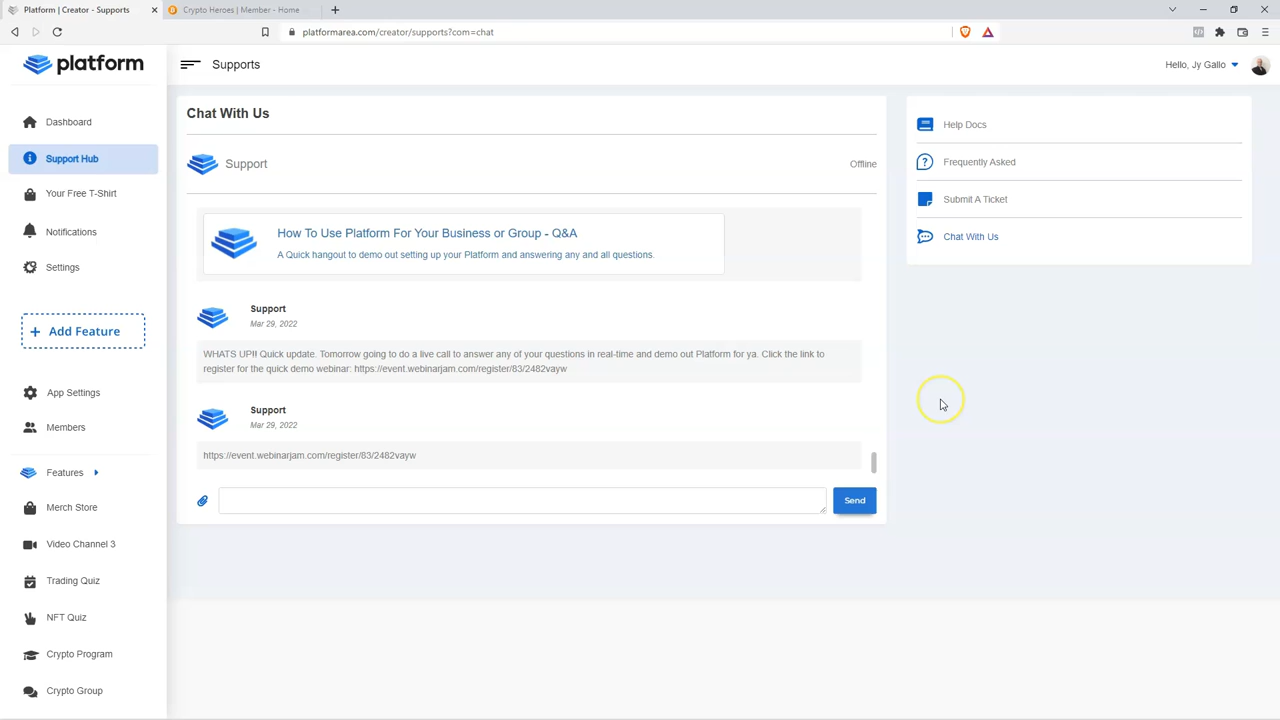 Platform | Creator - Supports
Crypto Heroes | Member - Home
platformarea.com/creator/supports?com=chat
platform
Supports
Hello, Jy Gallo
Dashboard
Support Hub
Your Free T-Shirt
Notifications
Settings
+ Add Feature
App Settings
Members
Features
Merch Store
Video Channel 3
Trading Quiz
NFT Quiz
Crypto Program
Crypto Group
Chat With Us
Support
Offline
How To Use Platform For Your Business or Group - Q&A
A Quick hangout to demo out setting up your Platform and answering any and all questions.
Support
Mar 29, 2022
WHATS UP!! Quick update. Tomorrow going to do a live call to answer any of your questions in real-time and demo out Platform for ya. Click the link to
register for the quick demo webinar: https://event.webinarjam.com/register/83/2482vayw
Support
Mar 29, 2022
https://event.webinarjam.com/register/83/2482vayw
Send
Help Docs
Frequently Asked
Submit A Ticket
Chat With Us